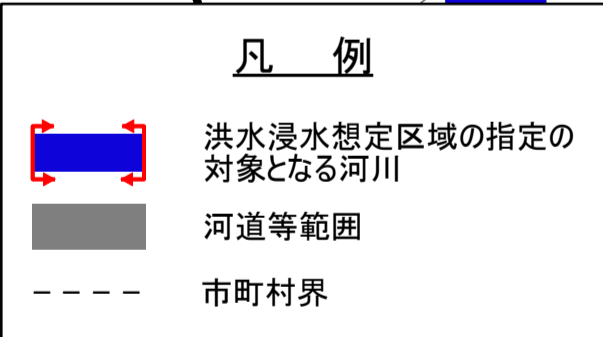 凡　例
洪水浸水想定区域の指定の
対象となる河川
河道等範囲
市町村界